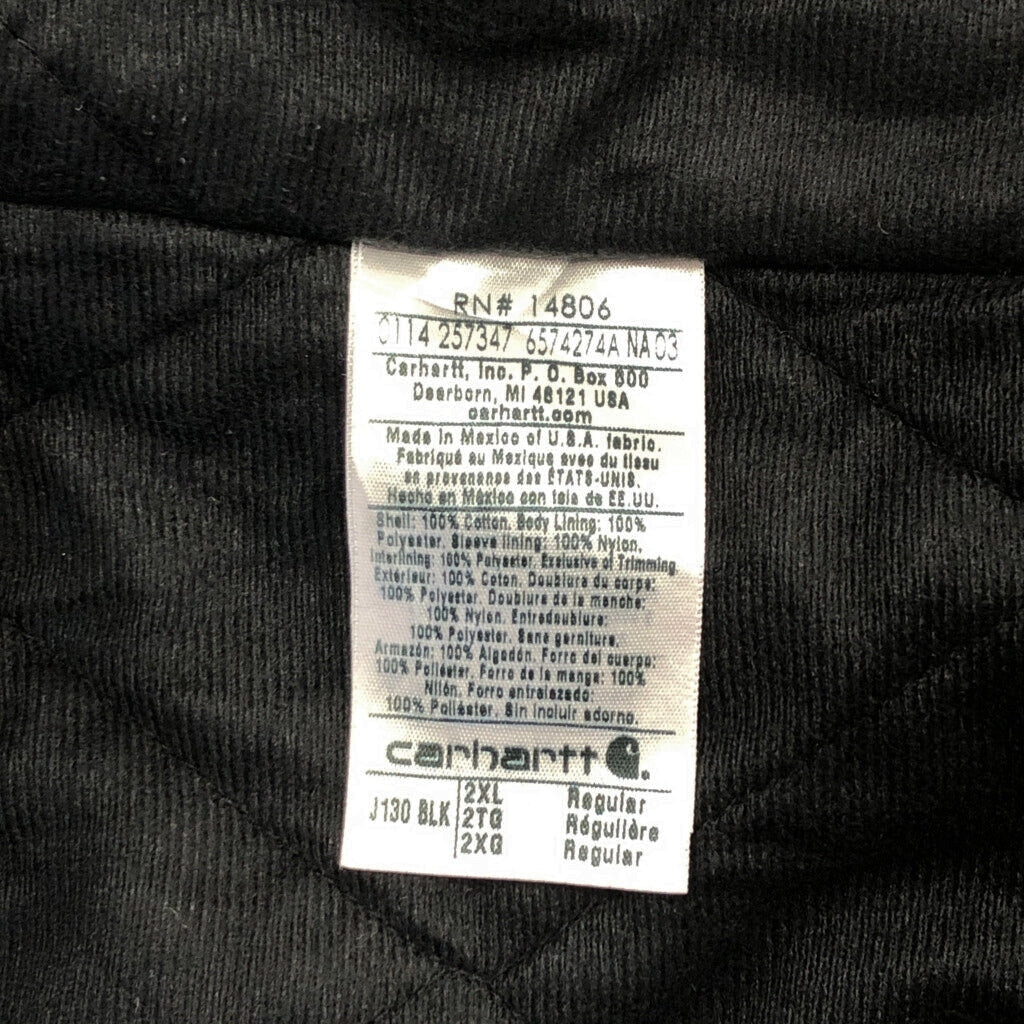 RN# 14806
0114 257347 6574274A NA 03
Carhartt, Inc. P. O. Box 600
Dearborn, MI 48121 USA
carhartt.com
Made in Mexico of U.S.A. fabric.
Fabriqué au Mexique avec du tissu
en provenance des ÉTATS-UNIS.
Hecho en México con tela de EE.UU.
Shell: 100% Cotton. Body Lining: 100%
Polyester. Sleeve lining: 100% Nylon.
Interlining: 100% Polyester. Exclusive of Trimming
Extérieur: 100% Coton. Doublure du corps:
100% Polyester. Doublure de la manche:
100% Nylon. Entredoublure:
100% Polyester. Sans garniture.
Armazón: 100% Algodón. Forro del cuerpo:
100% Poliéster. Forro de la manga: 100%
Nilón. Forro entrelazado:
100% Poliéster. Sin incluir adorno.
carhartt
J130 BLK 2XL Regular
2TG Régulière
2XG Regular